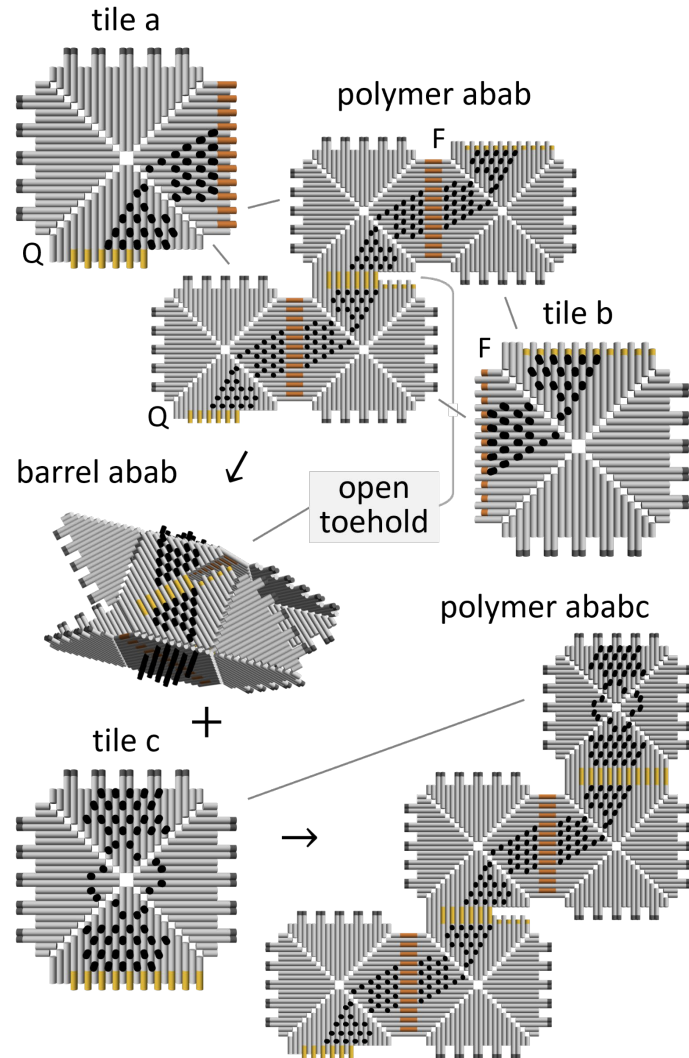 tile a
polymer abab
F
Q
tile b
F
Q
barrel abab
open
toehold
polymer ababc
tile c